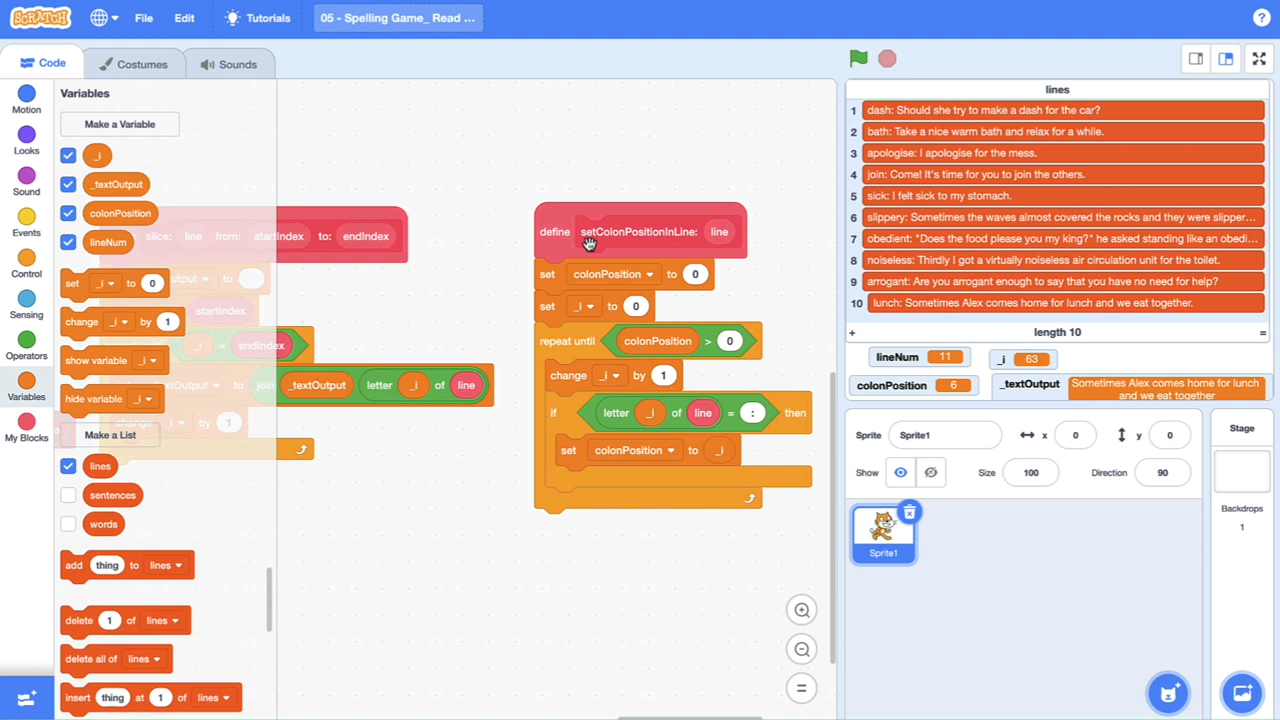 SCRATCH File Edit Tutorials 05 - Spelling Game_ Read ...
Code Costumes Sounds
Motion
Looks
Sound
Events
Control
Sensing
Operators
Variables
My Blocks
Variables
Make a Variable
_i
_textOutput
colonPosition
lineNum
set _i to 0
change _i by 1
show variable _i
hide variable _i
Make a List
lines
sentences
words
add thing to lines
delete 1 of lines
delete all of lines
insert thing at 1 of lines
slice: line from: startIndex to: endIndex
to
startIndex
_i = endIndex
to join _textOutput letter _i of line
change _i by 1
define setColonPositionInLine: line
set colonPosition to 0
set _i to 0
repeat until colonPosition > 0
change _i by 1
if letter _i of line = : then
set colonPosition to _i
lines
1 dash: Should she try to make a dash for the car?
2 bath: Take a nice warm bath and relax for a while.
3 apologise: I apologise for the mess.
4 join: Come! It's time for you to join the others.
5 sick: I felt sick to my stomach.
6 slippery: Sometimes the waves almost covered the rocks and they were slipper...
7 obedient: "Does the food please you my king?" he asked standing like an obedi...
8 noiseless: Thirdly I got a virtually noiseless air circulation unit for the toilet.
9 arrogant: Are you arrogant enough to say that you have no need for help?
10 lunch: Sometimes Alex comes home for lunch and we eat together.
+ length 10 =
lineNum 11 _i 63
colonPosition 6 _textOutput Sometimes Alex comes home for lunch
and we eat together
Sprite Sprite1 x 0 y 0
Show Size 100 Direction 90
Sprite1
Stage
Backdrops
1